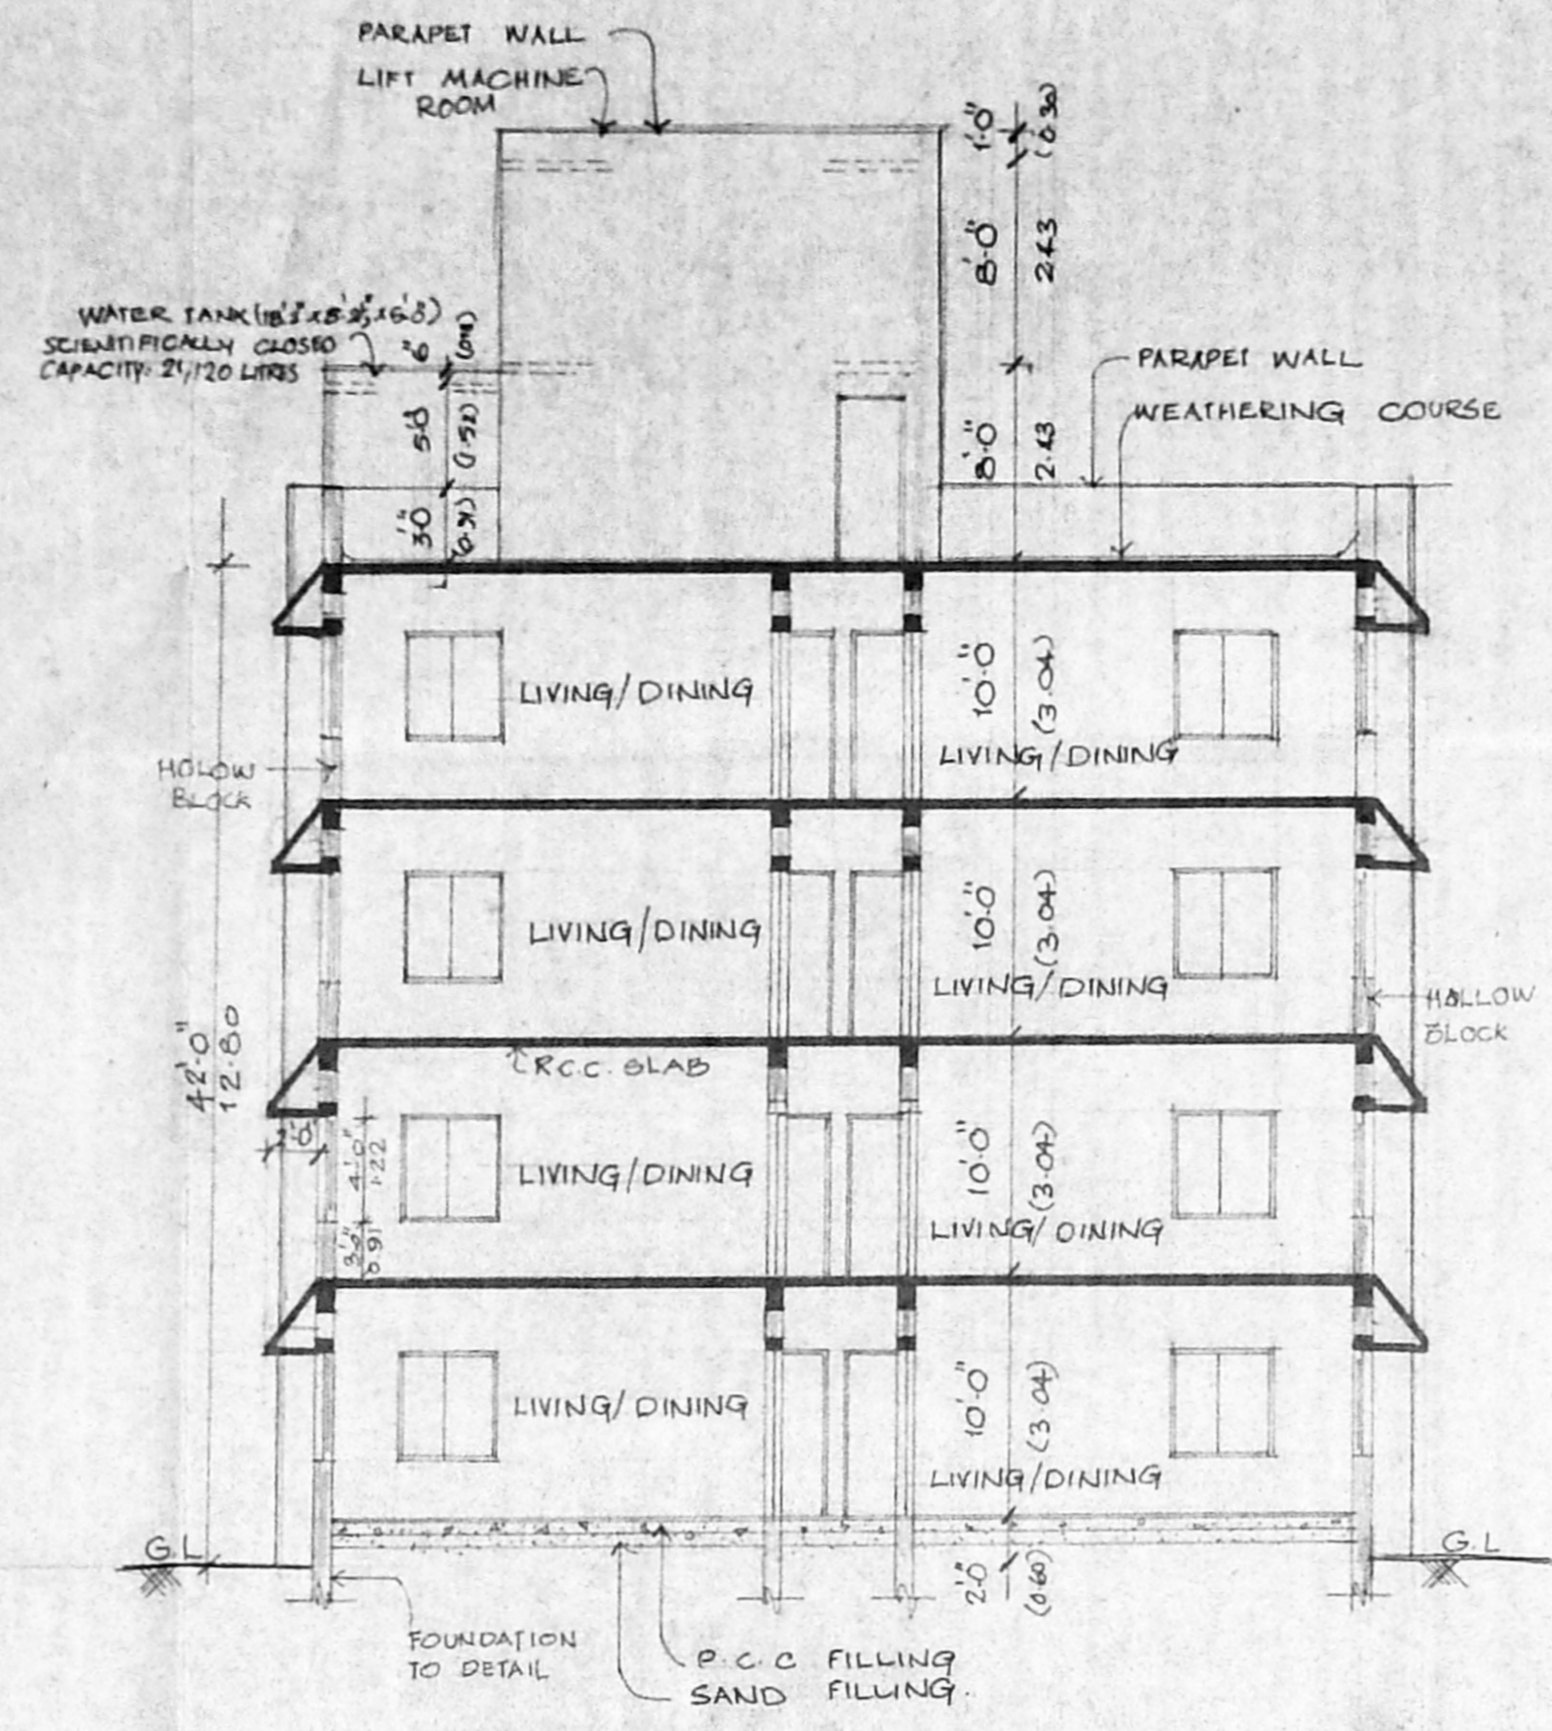 PARAPET WALL
LIFT MACHINE
ROOM
1'-0"
(0.30)
8'-0"
2.43
WATER TANK
SCIENTIFICALLY CLOSED
CAPACITY: 21,120 LITRES
6"
5'0
(1.52)
3'0"
(0.91)
8'-0"
2.43
PARAPET WALL
WEATHERING COURSE
LIVING/DINING
10'0"
(3.04)
LIVING/DINING
HOLOW
BLOCK
LIVING/DINING
10'0"
(3.04)
LIVING/DINING
HALLOW
BLOCK
42'-0"
12.80
R.C.C. SLAB
2'0"
4'-0"
1.22
3'0"
0.91
LIVING/DINING
10'0"
(3.04)
LIVING/DINING
LIVING/DINING
10'0"
(3.04)
LIVING/DINING
G.L
G.L
2'0"
(0.60)
FOUNDATION
TO DETAIL
P.C.C FILLING
SAND FILLING.